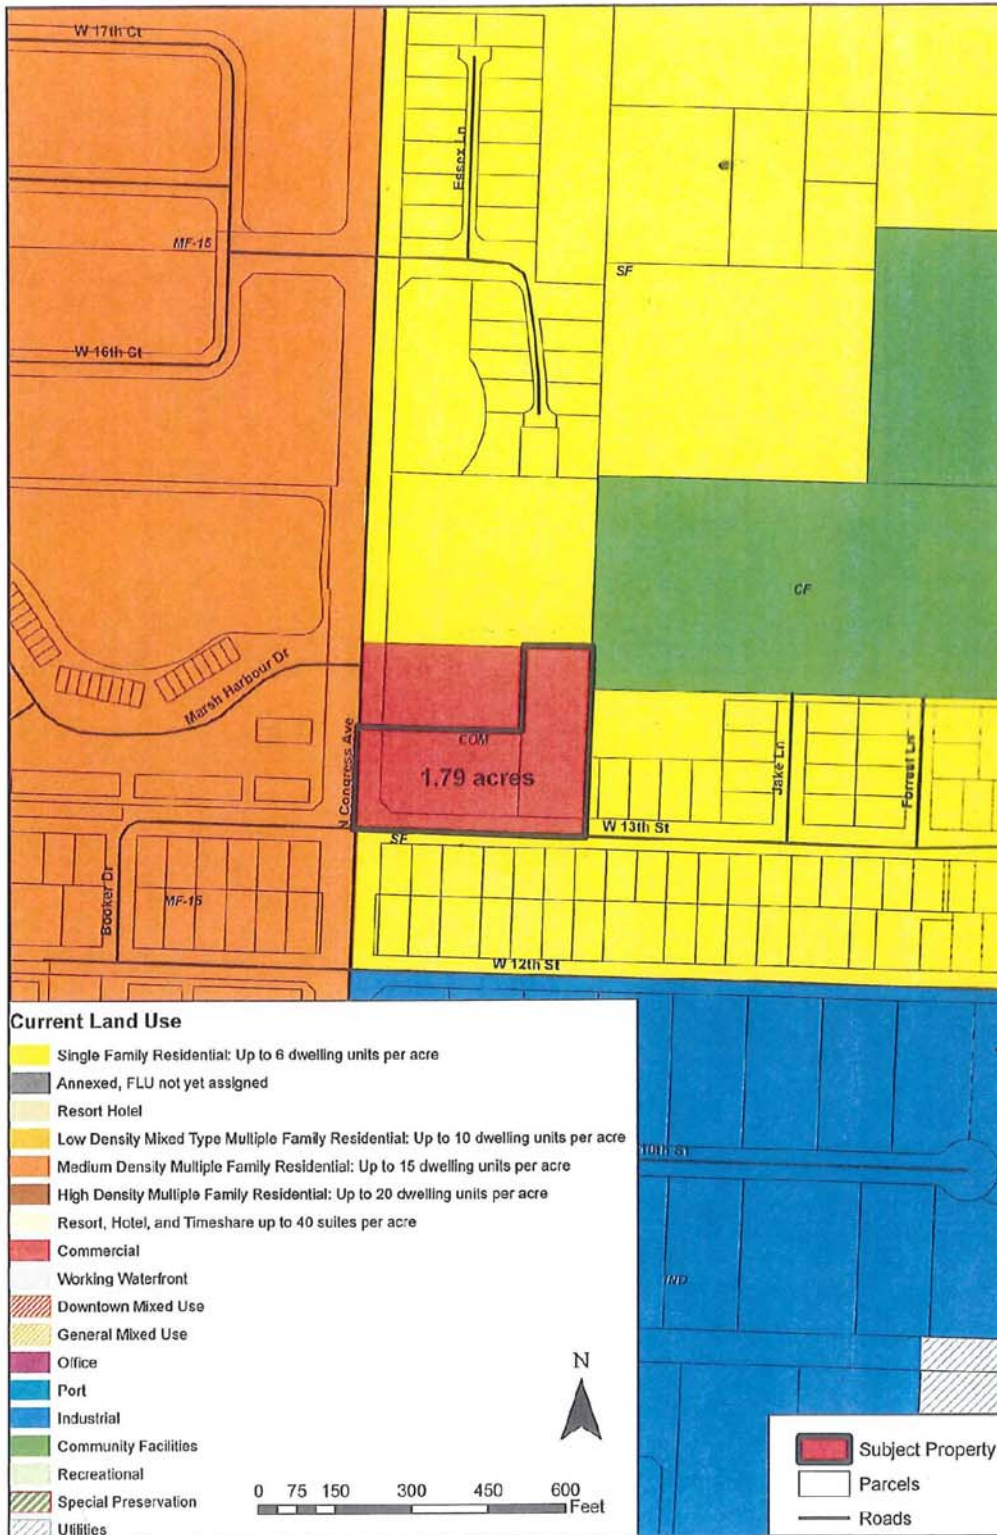 W 17th Ct
Essex Ln
MF-15
SF
W 16th Ct
CF
Marsh Harbour Dr
N Congress Ave
COM
1.79 acres
Jake Ln
Forrest Ln
W 13th St
SF
Booker Dr
MF-15
W 12th St
10th St
IND
Current Land Use
Single Family Residential: Up to 6 dwelling units per acre
Annexed, FLU not yet assigned
Resort Hotel
Low Density Mixed Type Multiple Family Residential: Up to 10 dwelling units per acre
Medium Density Multiple Family Residential: Up to 15 dwelling units per acre
High Density Multiple Family Residential: Up to 20 dwelling units per acre
Resort, Hotel, and Timeshare up to 40 suites per acre
Commercial
Working Waterfront
Downtown Mixed Use
General Mixed Use
Office
Port
Industrial
Community Facilities
Recreational
Special Preservation
Utilities
N
0 75 150 300 450 600
Feet
Subject Property
Parcels
Roads